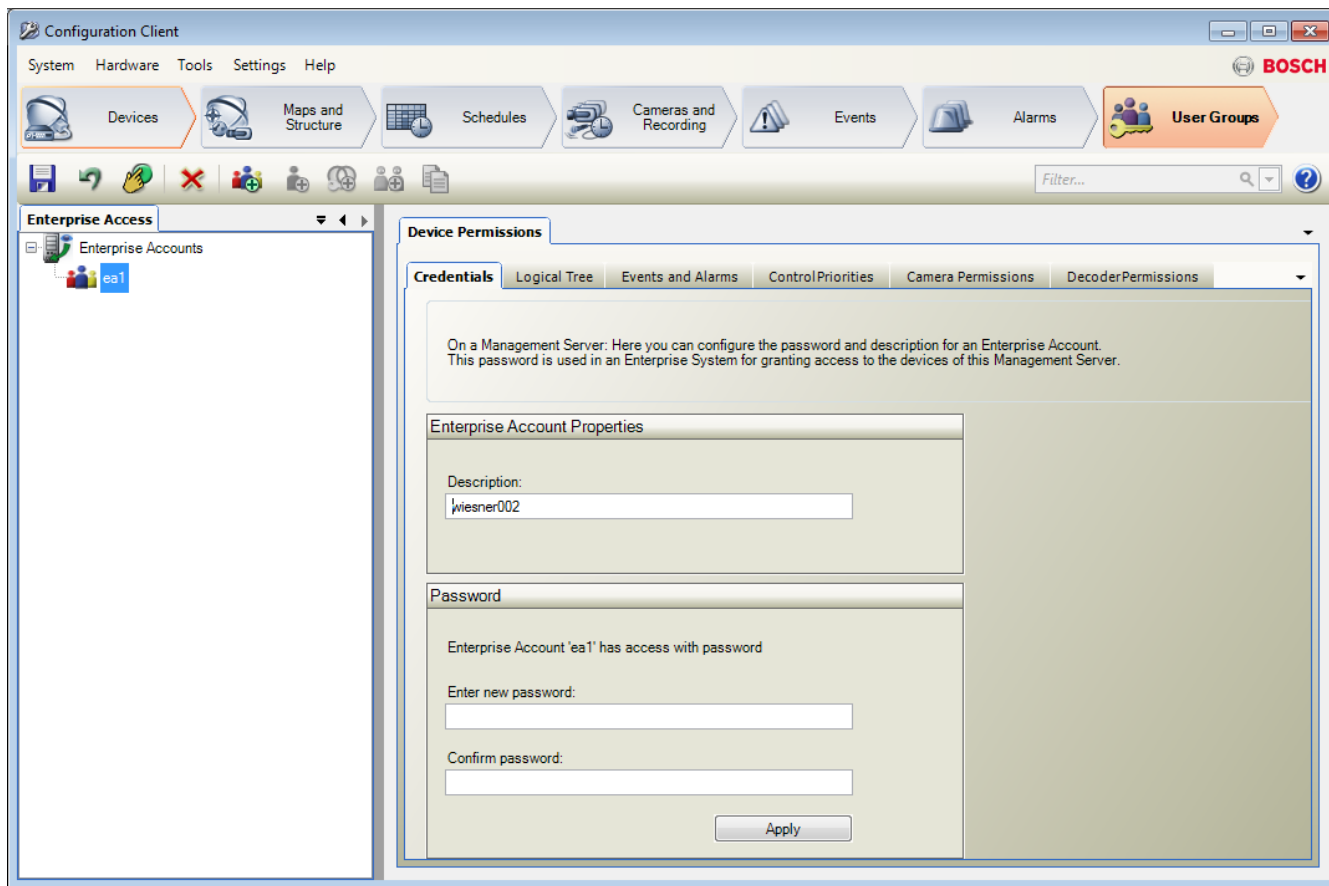 Configuration Client
System Hardware Tools Settings Help
BOSCH
Devices
Maps and
Structure
Schedules
Cameras and
Recording
Events
Alarms
User Groups
Filter...
Enterprise Access
Enterprise Accounts
ea1
Device Permissions
Credentials Logical Tree Events and Alarms ControlPriorities Camera Permissions DecoderPermissions
On a Management Server: Here you can configure the password and description for an Enterprise Account.
This password is used in an Enterprise System for granting access to the devices of this Management Server.
Enterprise Account Properties
Description:
wiesner002
Password
Enterprise Account 'ea1' has access with password
Enter new password:
Confirm password:
Apply